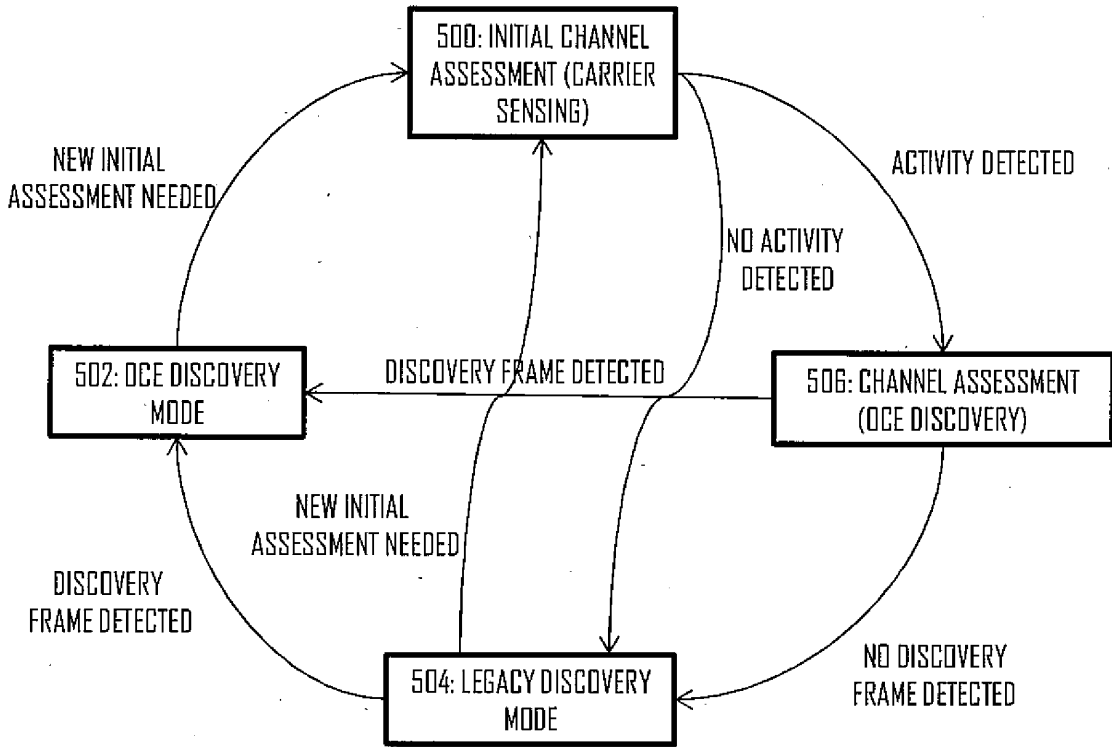 500: INITIAL CHANNEL
ASSESSMENT (CARRIER
SENSING)
NEW INITIAL
ASSESSMENT NEEDED
ACTIVITY DETECTED
NO ACTIVITY
DETECTED
502: OCE DISCOVERY
MODE
DISCOVERY FRAME DETECTED
506: CHANNEL ASSESSMENT
(OCE DISCOVERY)
NEW INITIAL
ASSESSMENT NEEDED
DISCOVERY
FRAME DETECTED
504: LEGACY DISCOVERY
MODE
NO DISCOVERY
FRAME DETECTED